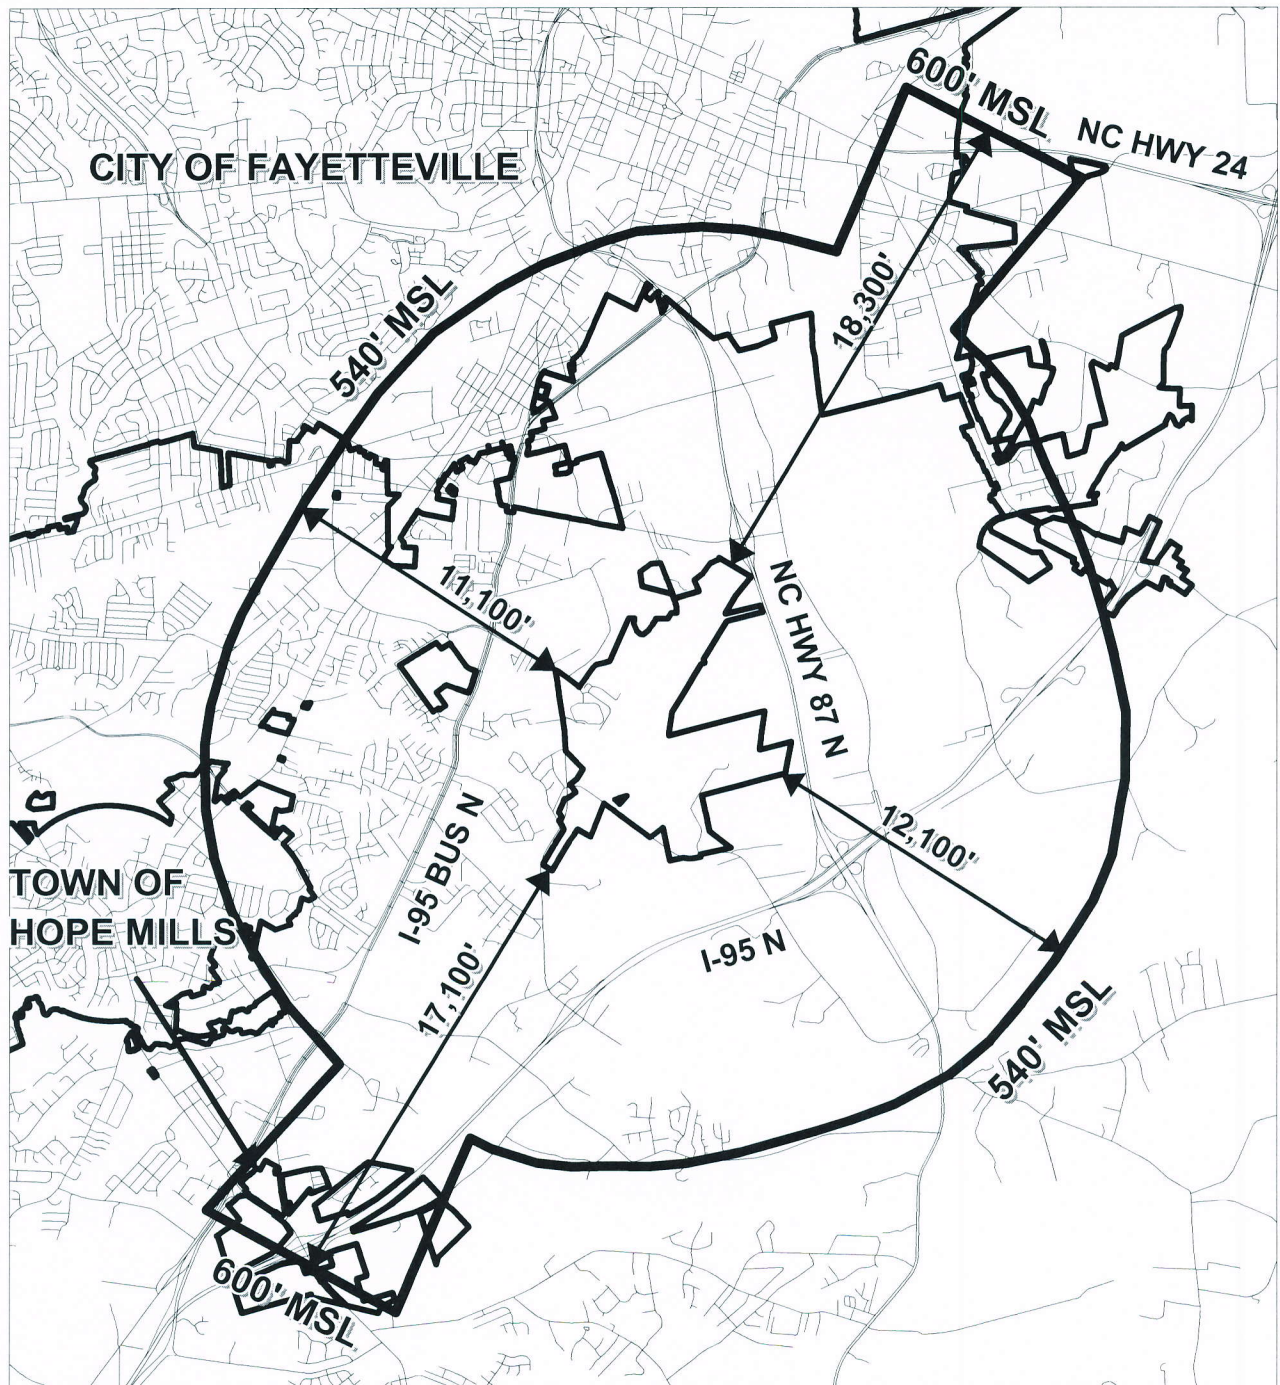 600' MSL
NC HWY 24
CITY OF FAYETTEVILLE
18,300'
540' MSL
11,100'
NC HWY 87 N
12,100'
I-95 BUS N
TOWN OF
HOPE MILLS
I-95 N
17,100'
540' MSL
600' MSL